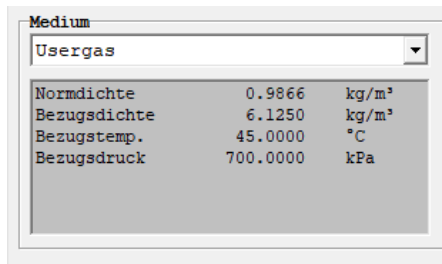 Medium
Usergas
Normdichte 0.9866 kg/m³
Bezugsdichte 6.1250 kg/m³
Bezugstemp. 45.0000 °C
Bezugsdruck 700.0000 kPa